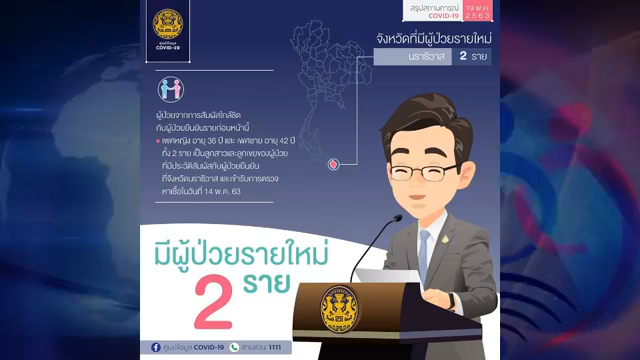 ศูนย์ข้อมูล
COVID-19
สรุปสถานการณ์
COVID-19
19 พ.ค.
2563
จังหวัดที่มีผู้ป่วยรายใหม่
นราธิวาส 2 ราย
ผู้ป่วยจากการสัมผัสใกล้ชิด
กับผู้ป่วยยืนยันรายก่อนหน้านี้
• เพศหญิง อายุ 36 ปี และ เพศชาย อายุ 42 ปี
ทั้ง 2 ราย เป็นลูกสาวและลูกเขยของผู้ป่วย
ที่มีประวัติสัมผัสกับผู้ป่วยยืนยัน
ที่จังหวัดนราธิวาส และเข้ารับการตรวจ
หาเชื้อในวันที่ 14 พ.ค. 63
มีผู้ป่วยรายใหม่
2 ราย
ศูนย์ข้อมูล COVID-19
สายด่วน 1111